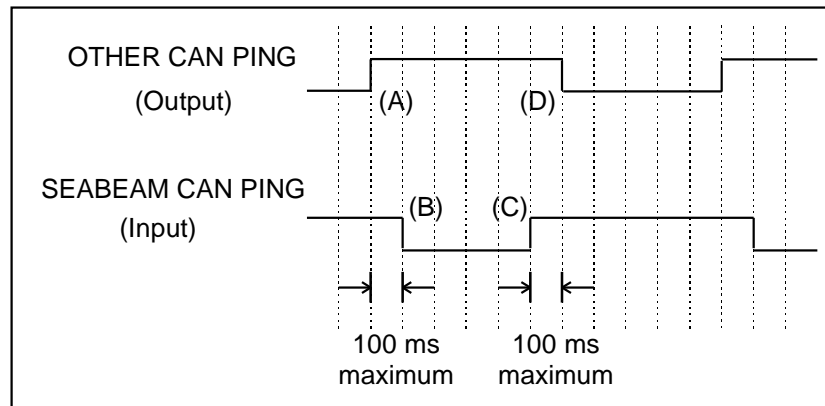 OTHER CAN PING
(Output)
(A)
(D)
SEABEAM CAN PING
(Input)
(B)
(C)
100 ms
maximum
100 ms
maximum